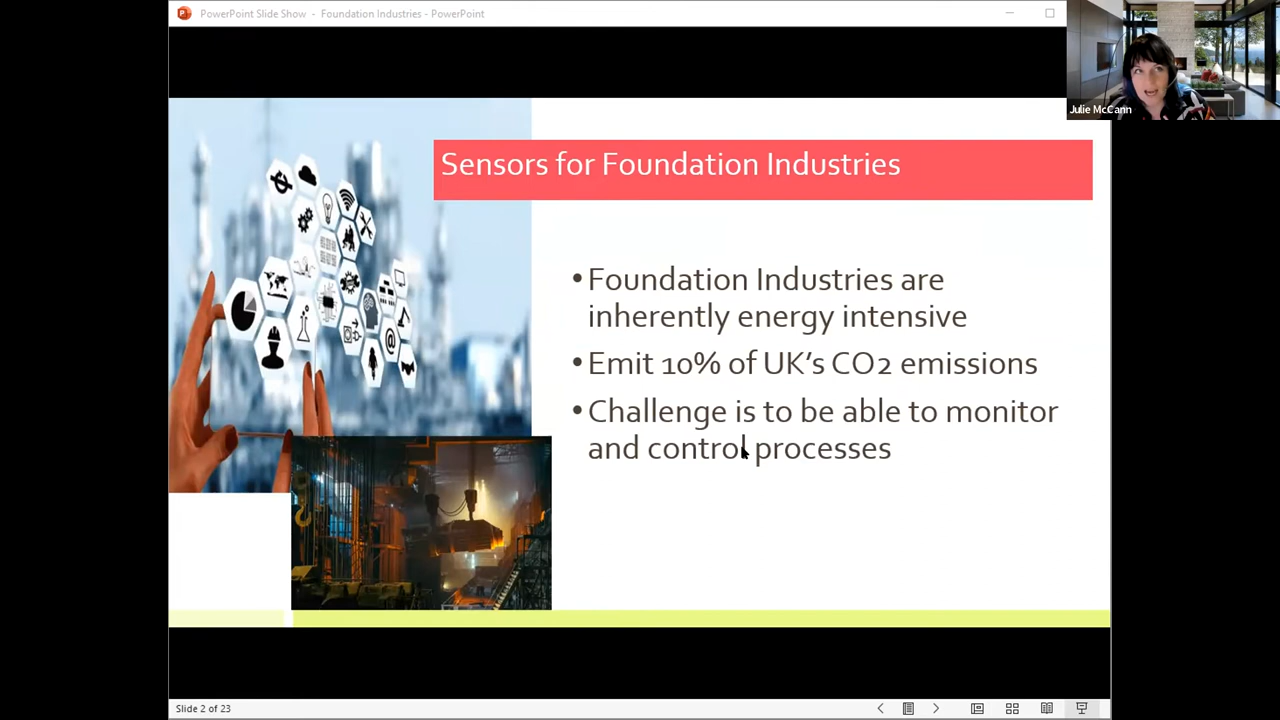 PowerPoint Slide Show - Foundation Industries - PowerPoint
Julie McCann
Sensors for Foundation Industries
• Foundation Industries are
inherently energy intensive
• Emit 10% of UK’s CO2 emissions
• Challenge is to be able to monitor
and control processes
Slide 2 of 23